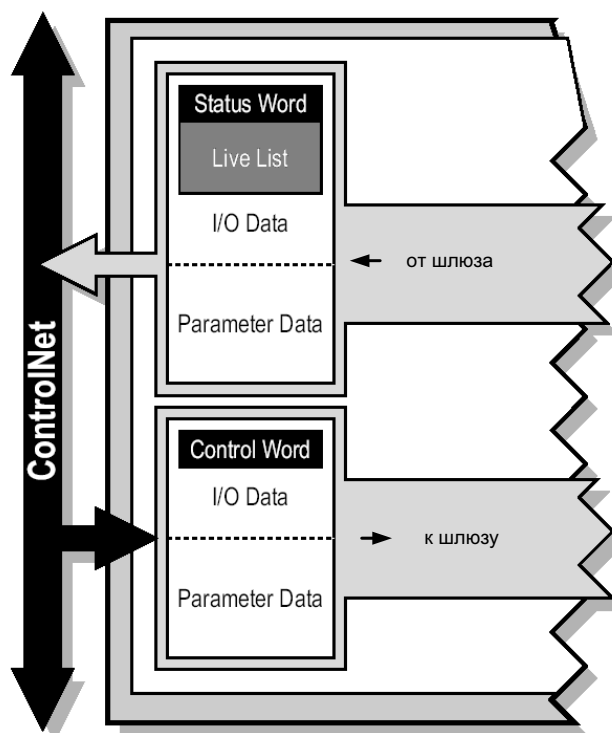 ControlNet
Status Word
Live List
I/O Data
от шлюза
Parameter Data
Control Word
I/O Data
к шлюзу
Parameter Data